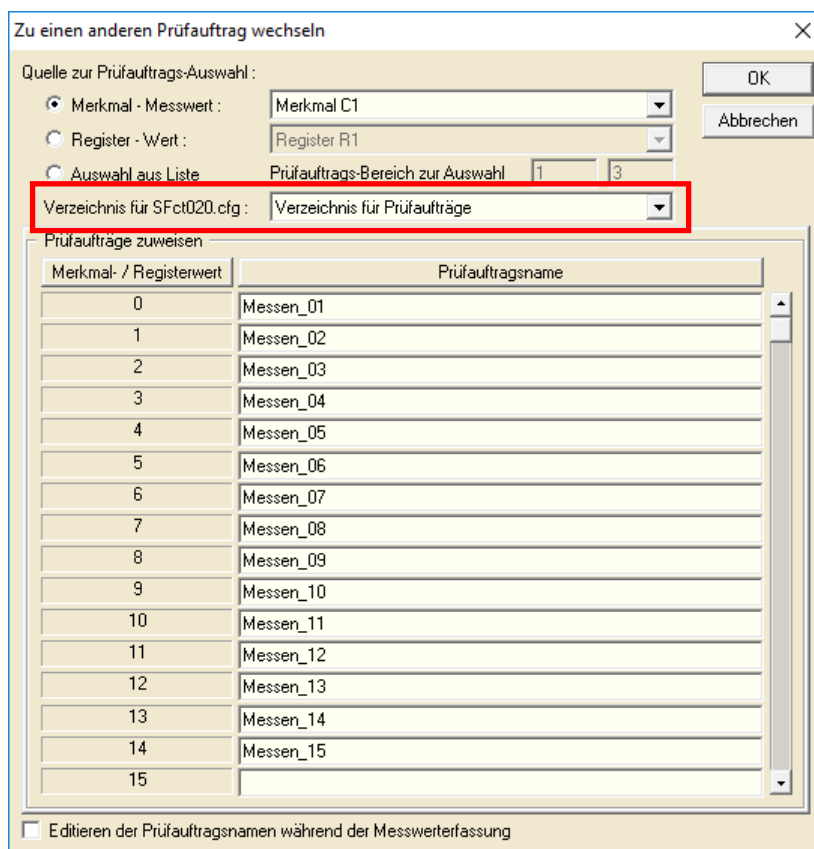 Zu einen anderen Prüfauftrag wechseln
Quelle zur Prüfauftrags-Auswahl :
OK
Merkmal - Messwert :
Merkmal C1
Abbrechen
Register - Wert :
Register R1
Auswahl aus Liste
Prüfauftrags-Bereich zur Auswahl
1
3
Verzeichnis für SFct020.cfg :
Verzeichnis für Prüfaufträge
Prüfaufträge zuweisen
Merkmal- / Registerwert
Prüfauftragsname
0
Messen_01
1
Messen_02
2
Messen_03
3
Messen_04
4
Messen_05
5
Messen_06
6
Messen_07
7
Messen_08
8
Messen_09
9
Messen_10
10
Messen_11
11
Messen_12
12
Messen_13
13
Messen_14
14
Messen_15
15
Editieren der Prüfauftragsnamen während der Messwerterfassung